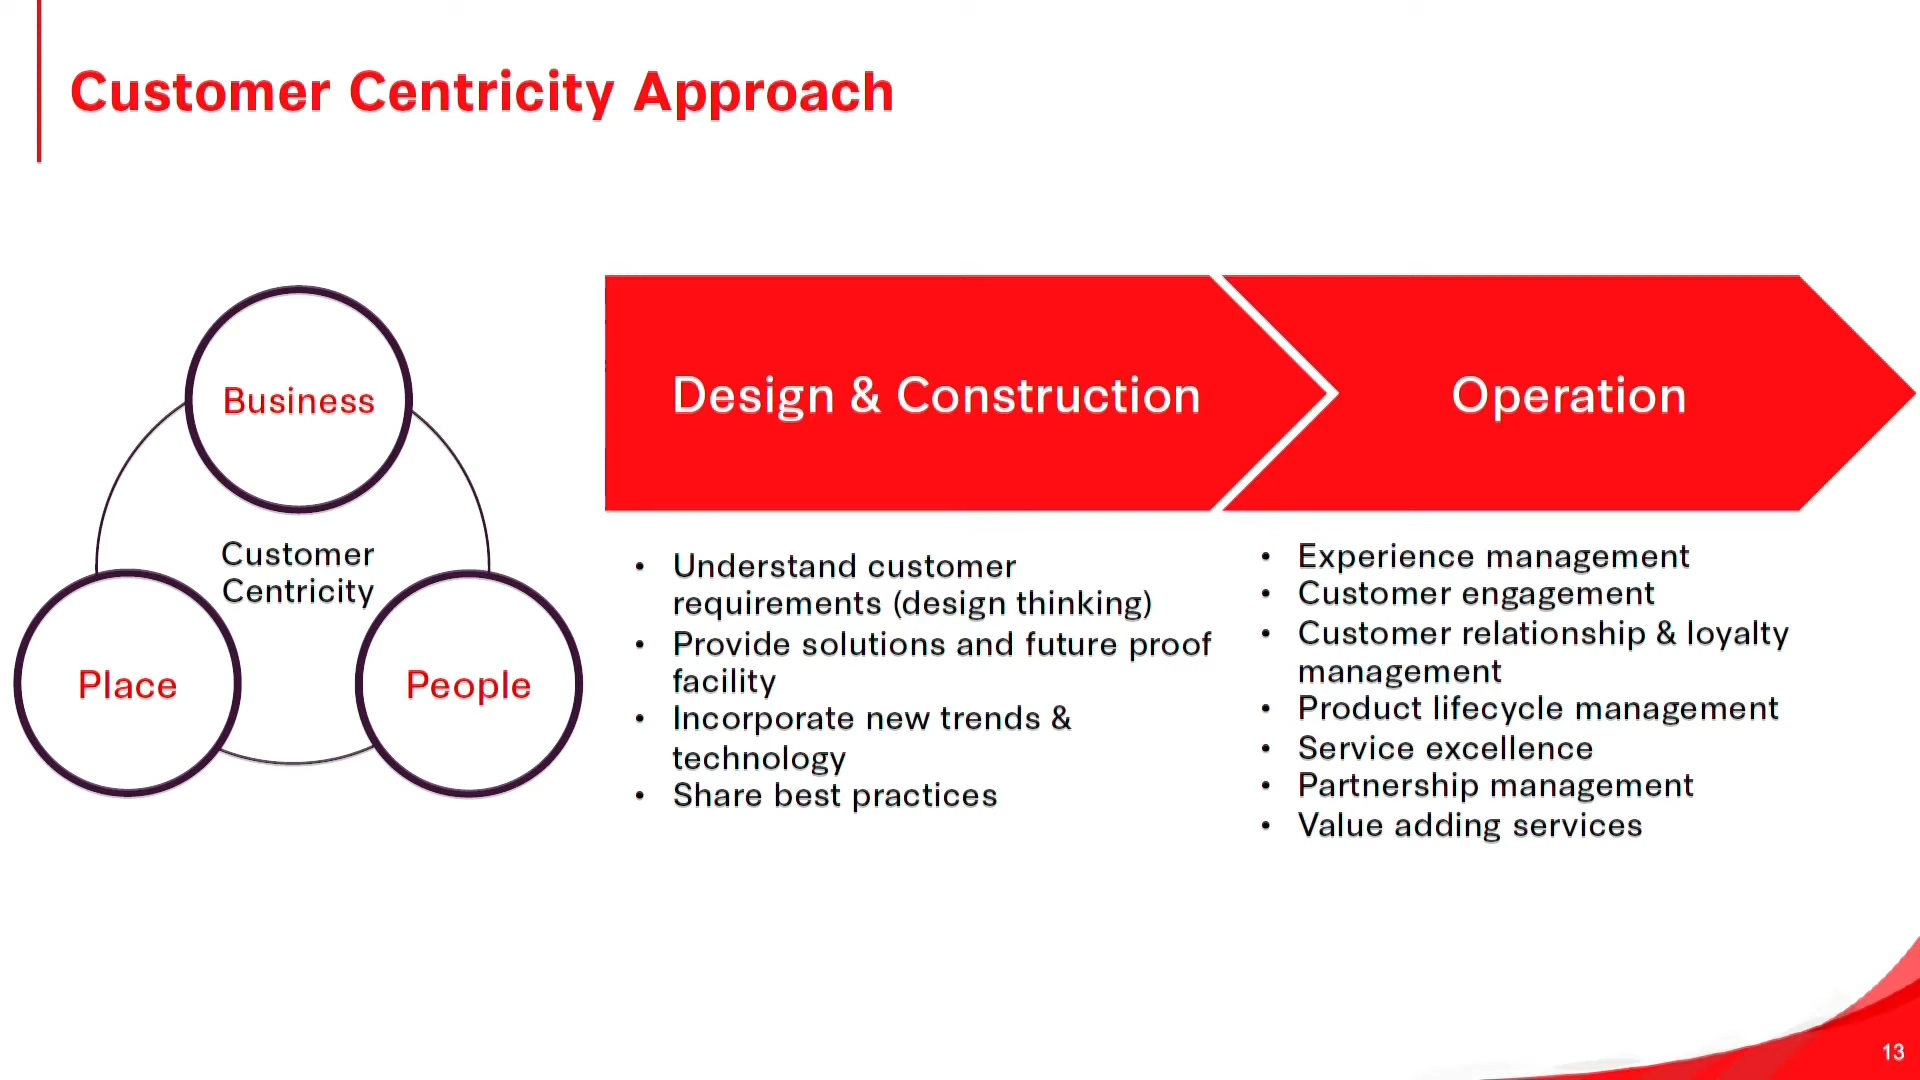 Customer Centricity Approach
Business
Customer
Centricity
Place
People
Design & Construction
• Understand customer
requirements (design thinking)
• Provide solutions and future proof
facility
• Incorporate new trends &
technology
• Share best practices
Operation
• Experience management
• Customer engagement
• Customer relationship & loyalty
management
• Product lifecycle management
• Service excellence
• Partnership management
• Value adding services
13